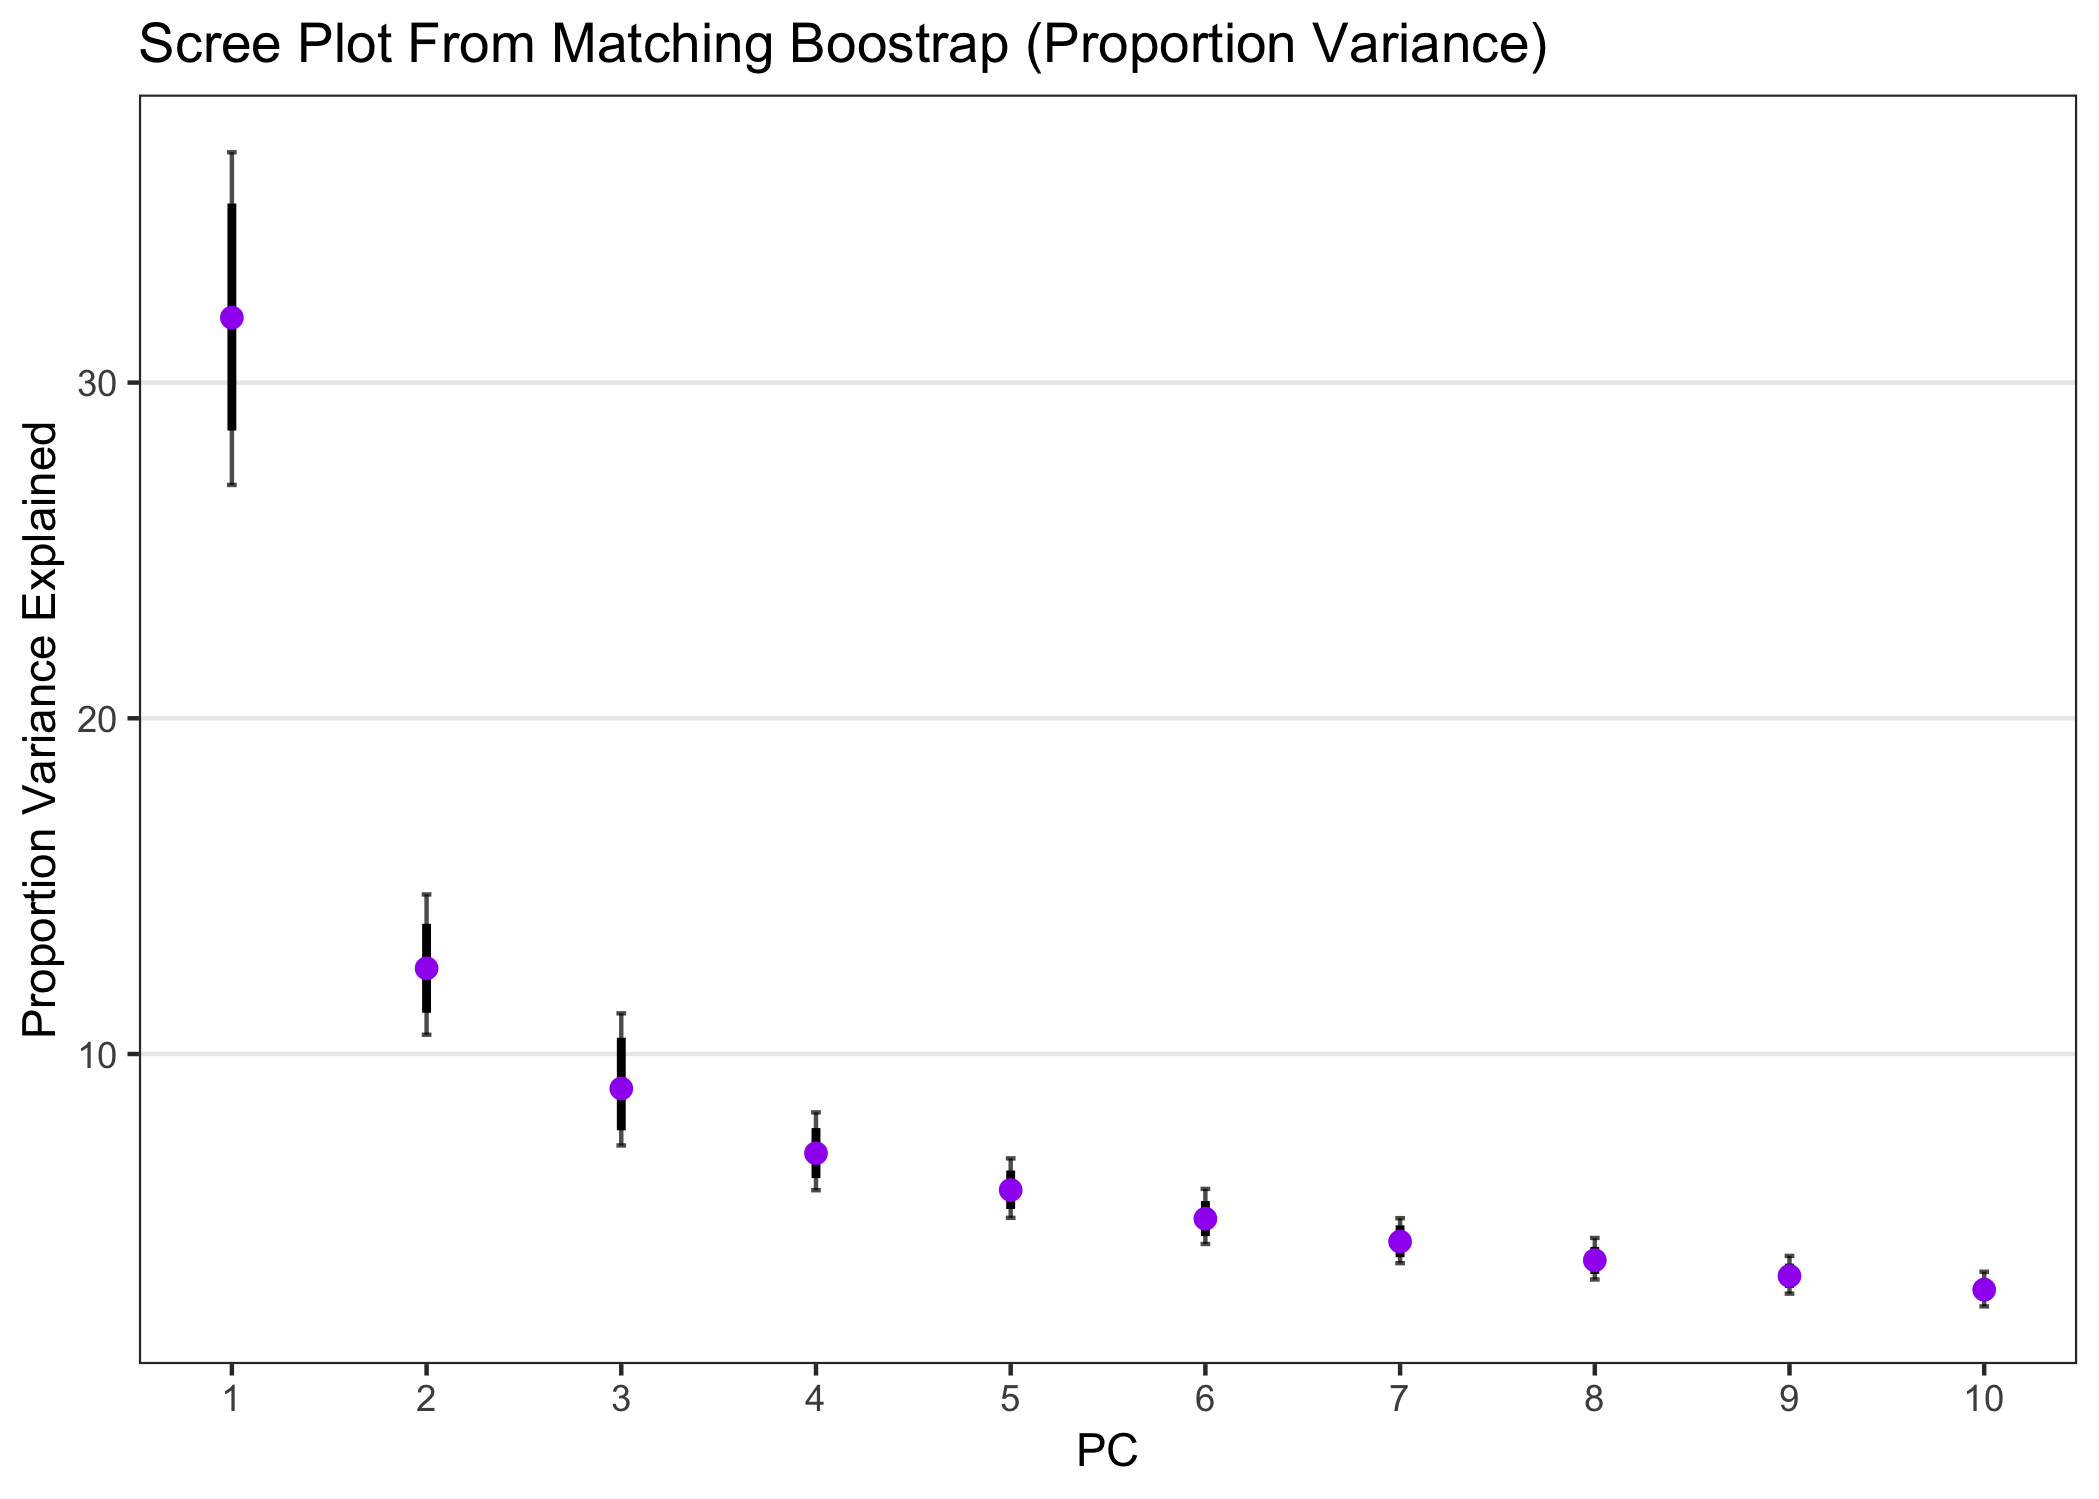 Scree Plot From Matching Boostrap (Proportion Variance)
Proportion Variance Explained
30
20
10
1 2 3 4 5 6 7 8 9 10
PC